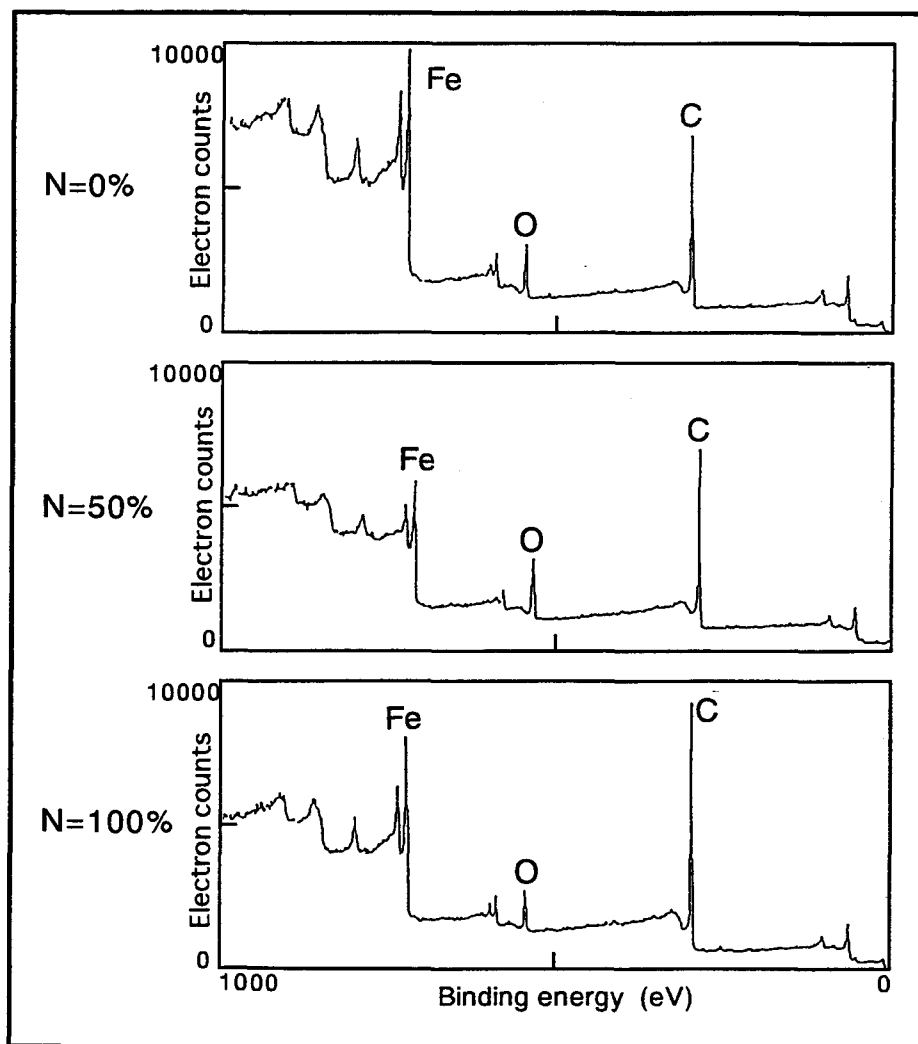 10000
Fe
C
N=0%
Electron counts
O
0
10000
C
Fe
N=50%
Electron counts
O
0
10000
Fe
C
N=100%
Electron counts
O
0
1000
Binding energy (eV)
0